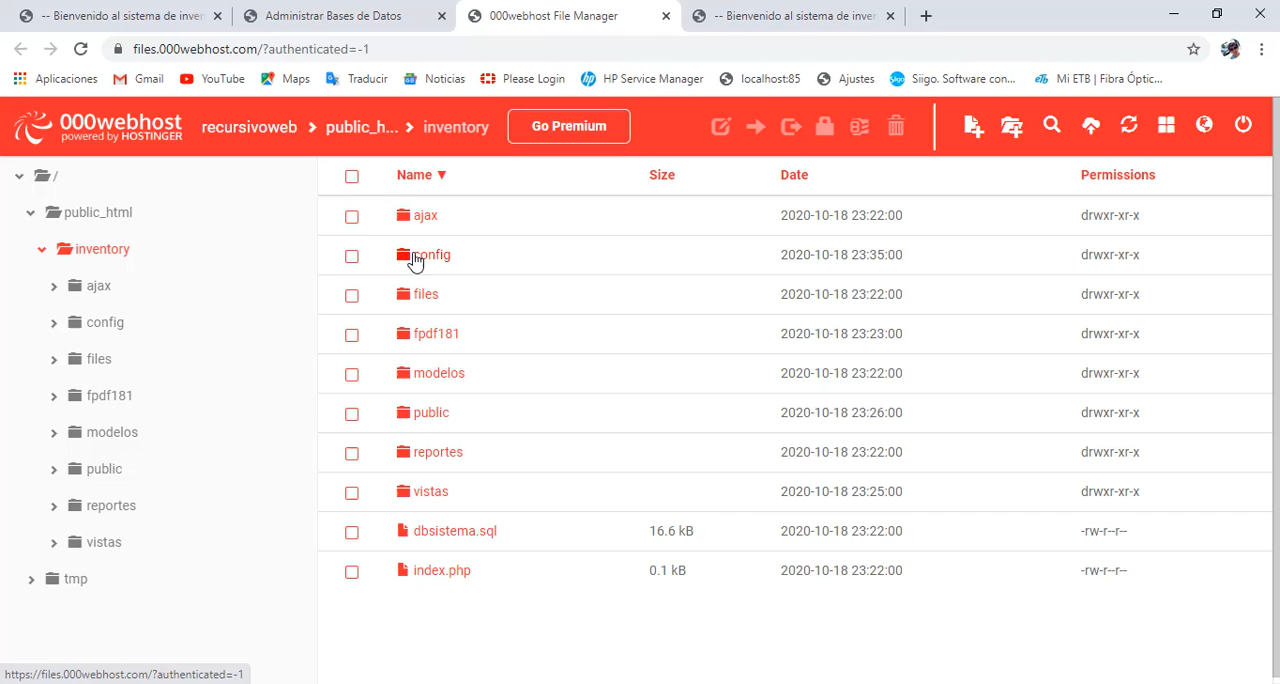 -- Bienvenido al sistema de inver
Administrar Bases de Datos
000webhost File Manager
-- Bienvenido al sistema de inver
files.000webhost.com/?authenticated=-1
Aplicaciones
Gmail
YouTube
Maps
Traducir
Noticias
Please Login
HP Service Manager
localhost:85
Ajustes
Siigo. Software con...
Mi ETB | Fibra Óptic...
000webhost
powered by HOSTINGER
recursivoweb > public_h... > inventory
Go Premium
/
public_html
inventory
ajax
config
files
fpdf181
modelos
public
reportes
vistas
tmp
Name ▼ Size Date Permissions
ajax 2020-10-18 23:22:00 drwxr-xr-x
config 2020-10-18 23:35:00 drwxr-xr-x
files 2020-10-18 23:22:00 drwxr-xr-x
fpdf181 2020-10-18 23:23:00 drwxr-xr-x
modelos 2020-10-18 23:22:00 drwxr-xr-x
public 2020-10-18 23:26:00 drwxr-xr-x
reportes 2020-10-18 23:22:00 drwxr-xr-x
vistas 2020-10-18 23:25:00 drwxr-xr-x
dbsistema.sql 16.6 kB 2020-10-18 23:22:00 -rw-r--r--
index.php 0.1 kB 2020-10-18 23:22:00 -rw-r--r--
https://files.000webhost.com/?authenticated=-1